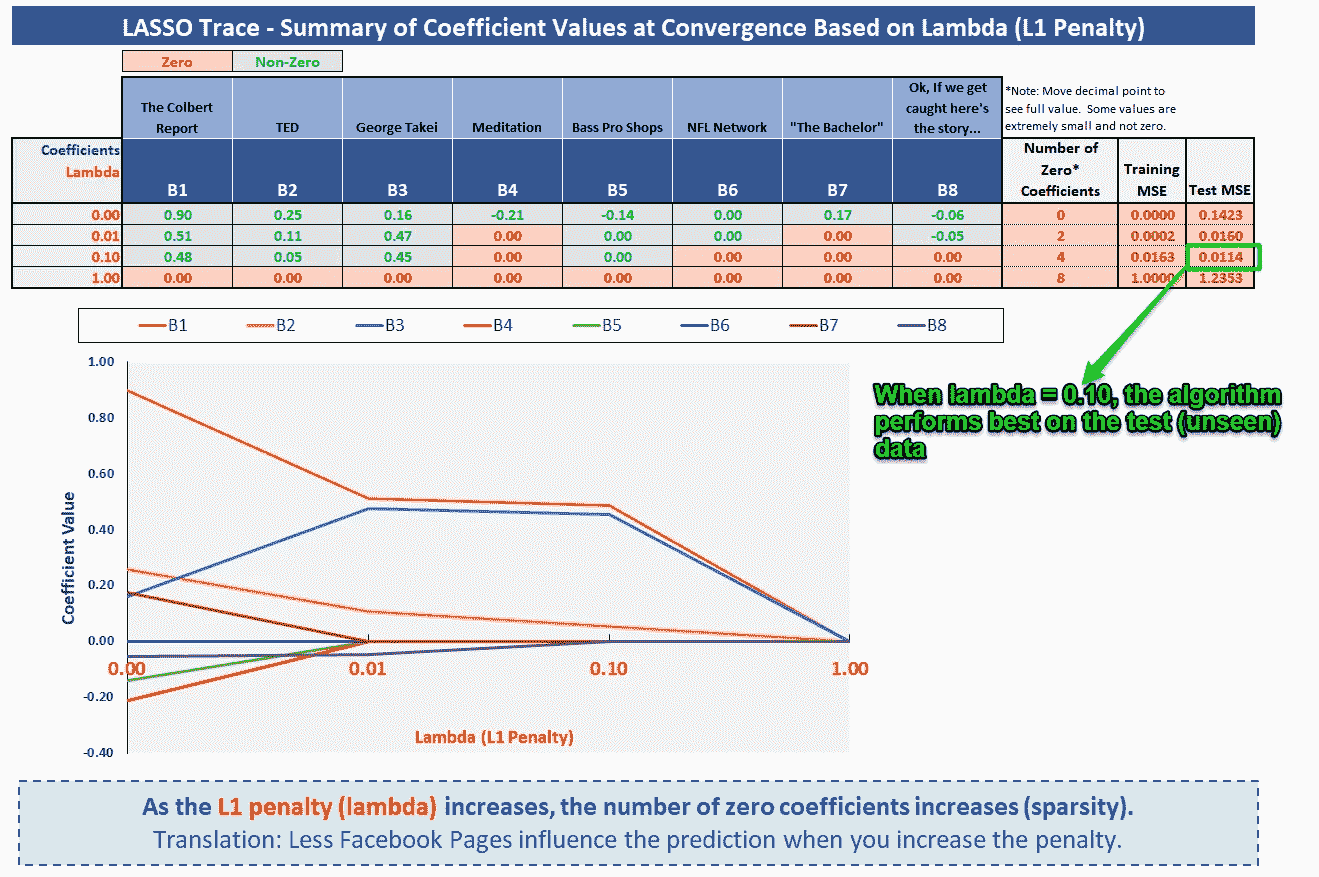 LASSO Trace - Summary of Coefficient Values at Convergence Based on Lambda (L1 Penalty)
Zero Non-Zero
The Colbert Report TED George Takei Meditation Bass Pro Shops NFL Network "The Bachelor" Ok, If we get caught here's the story...
*Note: Move decimal point to
see full value. Some values are
extremely small and not zero.
Coefficients
Lambda
B1 B2 B3 B4 B5 B6 B7 B8 Number of Zero* Coefficients Training MSE Test MSE
0.00 0.90 0.25 0.16 -0.21 -0.14 0.00 0.17 -0.06 0 0.0000 0.1423
0.01 0.51 0.11 0.47 0.00 0.00 0.00 0.00 -0.05 2 0.0002 0.0160
0.10 0.48 0.05 0.45 0.00 0.00 0.00 0.00 0.00 4 0.0163 0.0114
1.00 0.00 0.00 0.00 0.00 0.00 0.00 0.00 0.00 8 1.0000 1.2353
B1 B2 B3 B4 B5 B6 B7 B8
When lambda = 0.10, the algorithm
performs best on the test (unseen)
data
Coefficient Value
1.00
0.80
0.60
0.40
0.20
0.00
-0.20
-0.40
0.00 0.01 0.10 1.00
Lambda (L1 Penalty)
As the L1 penalty (lambda) increases, the number of zero coefficients increases (sparsity).
Translation: Less Facebook Pages influence the prediction when you increase the penalty.